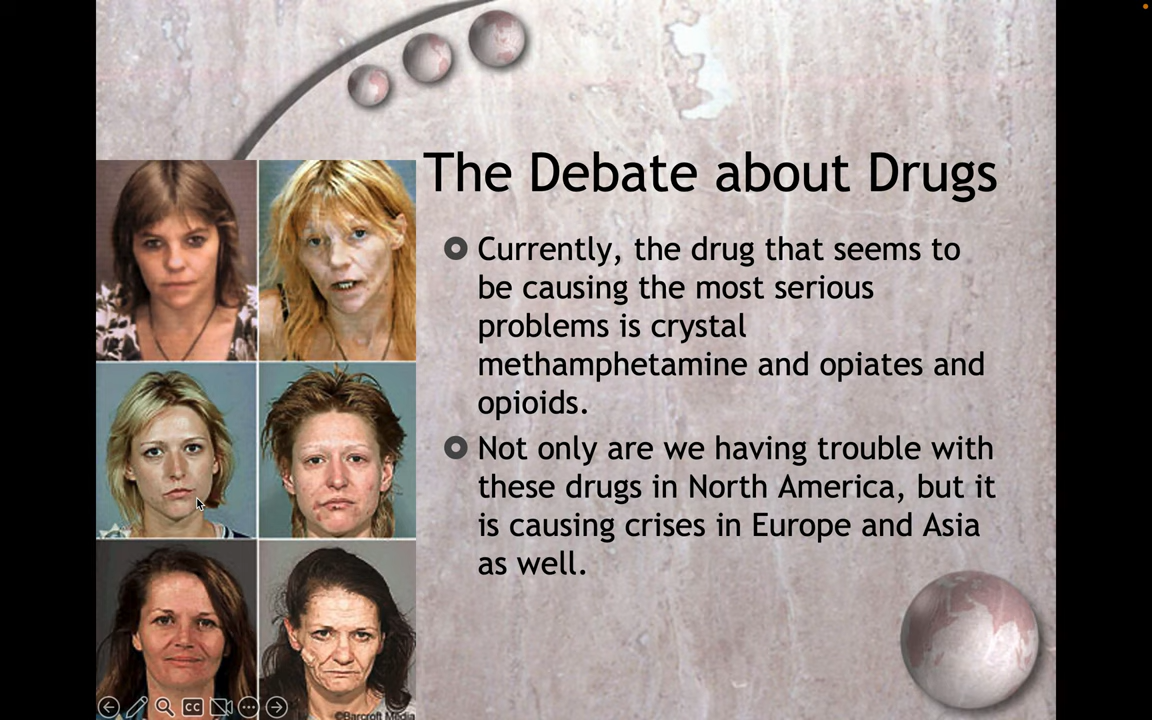 The Debate about Drugs
Currently, the drug that seems to
be causing the most serious
problems is crystal
methamphetamine and opiates and
opioids.
Not only are we having trouble with
these drugs in North America, but it
is causing crises in Europe and Asia
as well.
CC
©Barcroft Media